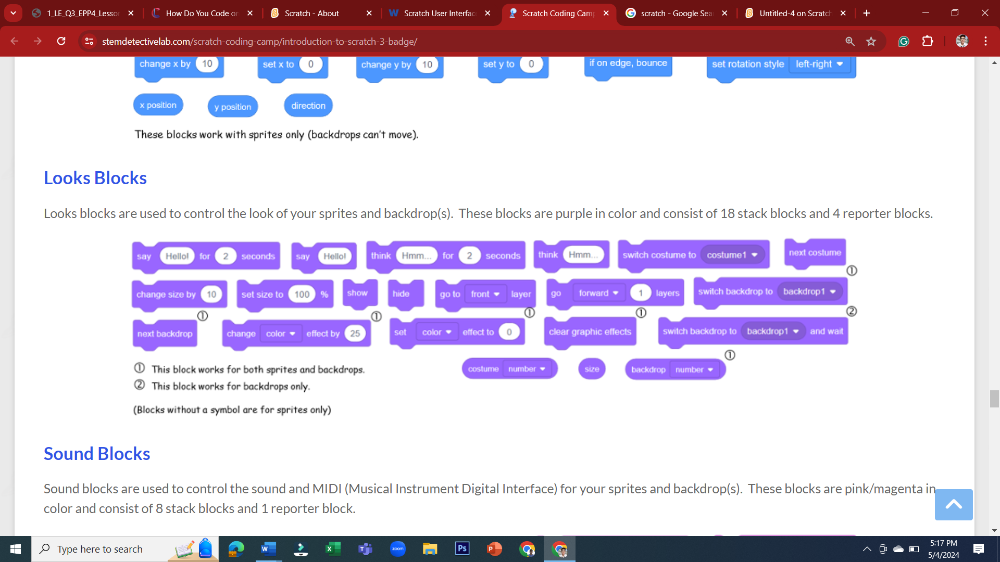 1_LE_Q3_EPP4_Lesso
How Do You Code o
Scratch - About
Scratch User Interfac
Scratch Coding Cam
scratch - Google Sea
Untitled-4 on Scratch
stemdetectivelab.com/scratch-coding-camp/introduction-to-scratch-3-badge/
change x by 10
set x to 0
change y by 10
set y to 0
if on edge, bounce
set rotation style left-right
x position
y position
direction
These blocks work with sprites only (backdrops can't move).
Looks Blocks
Looks blocks are used to control the look of your sprites and backdrop(s). These blocks are purple in color and consist of 18 stack blocks and 4 reporter blocks.
say Hello! for 2 seconds
say Hello!
think Hmm... for 2 seconds
think Hmm...
switch costume to costume1
next costume
①
change size by 10
set size to 100 %
show
hide
go to front layer
go forward 1 layers
switch backdrop to backdrop1
① ① ① ① ②
next backdrop
change color effect by 25
set color effect to 0
clear graphic effects
switch backdrop to backdrop1 and wait
①
costume number
size
backdrop number
① This block works for both sprites and backdrops.
② This block works for backdrops only.
(Blocks without a symbol are for sprites only)
Sound Blocks
Sound blocks are used to control the sound and MIDI (Musical Instrument Digital Interface) for your sprites and backdrop(s). These blocks are pink/magenta in
color and consist of 8 stack blocks and 1 reporter block.
Type here to search
W
X
T
zoom
Ps
P
5:17 PM
5/4/2024